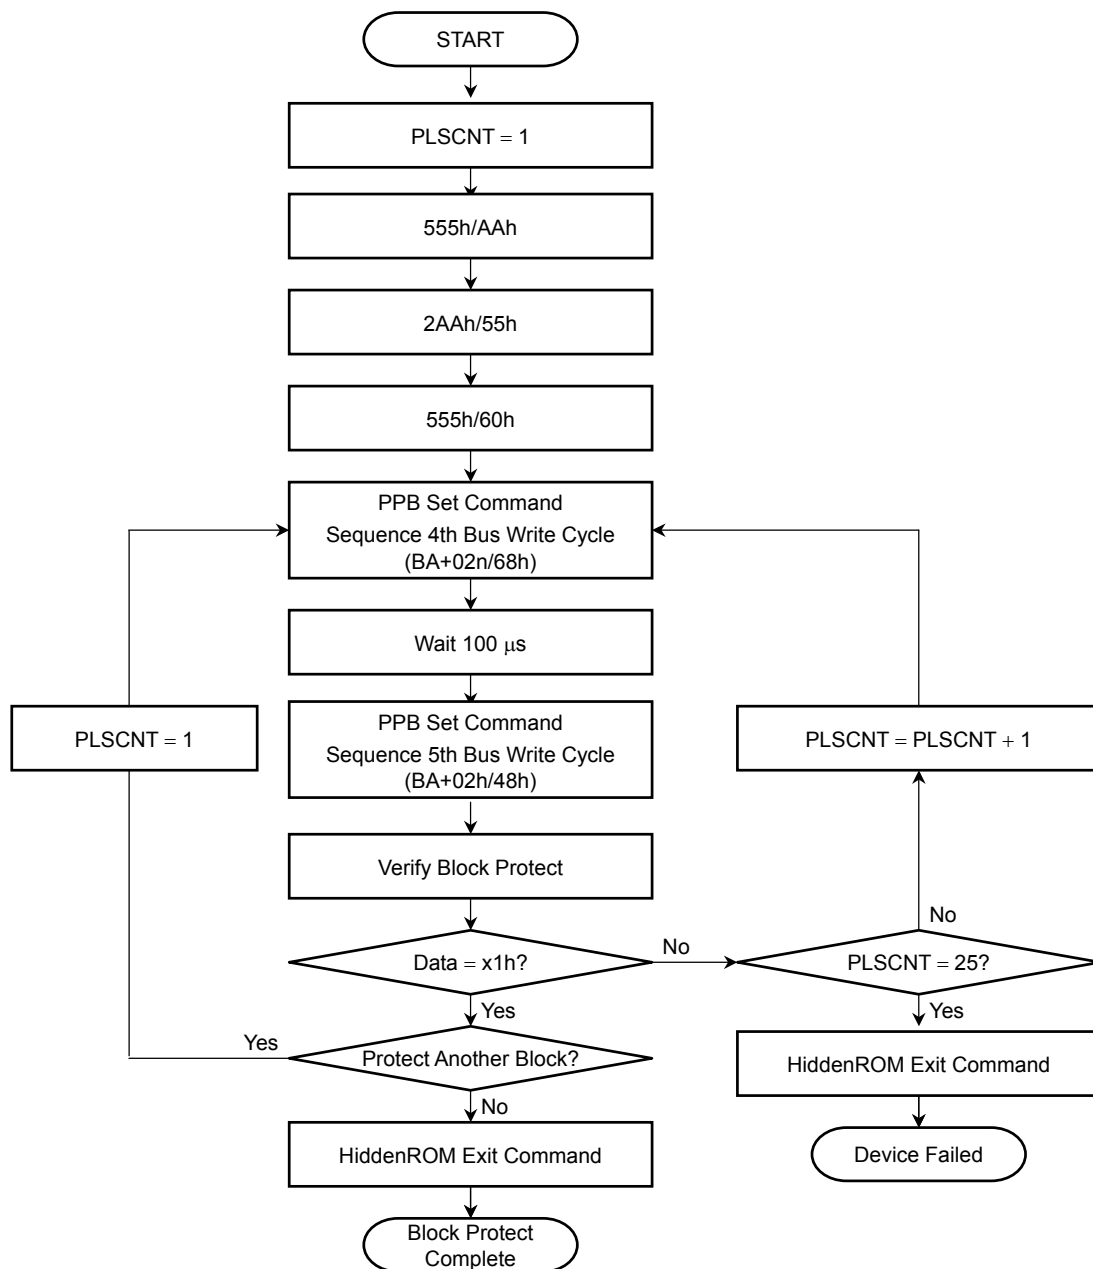 START
PLSCNT = 1
555h/AAh
2AAh/55h
555h/60h
PPB Set Command
Sequence 4th Bus Write Cycle
(BA+02n/68h)
Wait 100 μs
PLSCNT = 1
PPB Set Command
Sequence 5th Bus Write Cycle
(BA+02h/48h)
PLSCNT = PLSCNT + 1
Verify Block Protect
No
Data = x1h?
No
PLSCNT = 25?
Yes
Yes
Yes
Protect Another Block?
HiddenROM Exit Command
No
HiddenROM Exit Command
Device Failed
Block Protect
Complete